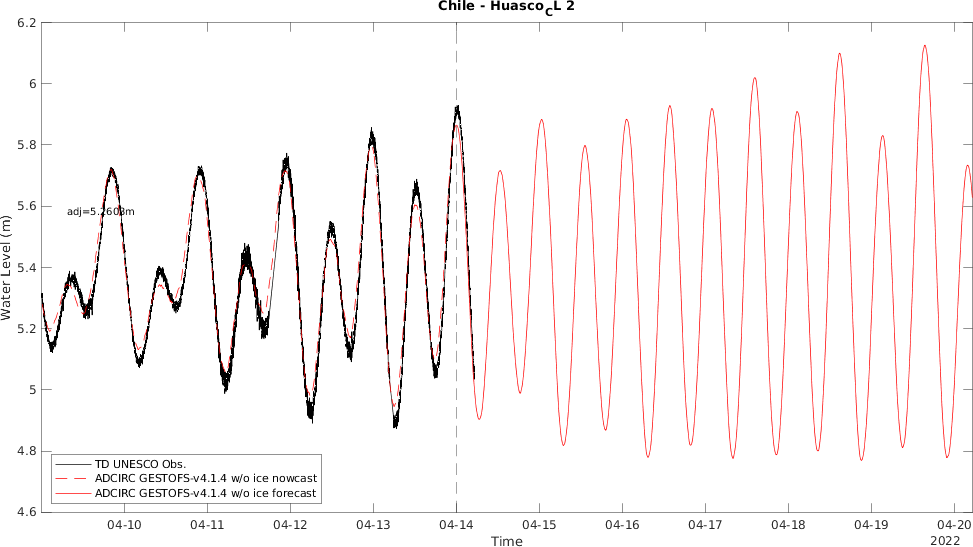 Chile - Huasco_CL 2
6.2
6
5.8
5.6
5.4
5.2
5
4.8
4.6
Water Level (m)
adj=5.2603m
TD UNESCO Obs.
ADCIRC GESTOFS-v4.1.4 w/o ice nowcast
ADCIRC GESTOFS-v4.1.4 w/o ice forecast
04-10 04-11 04-12 04-13 04-14 04-15 04-16 04-17 04-18 04-19 04-20
Time
2022